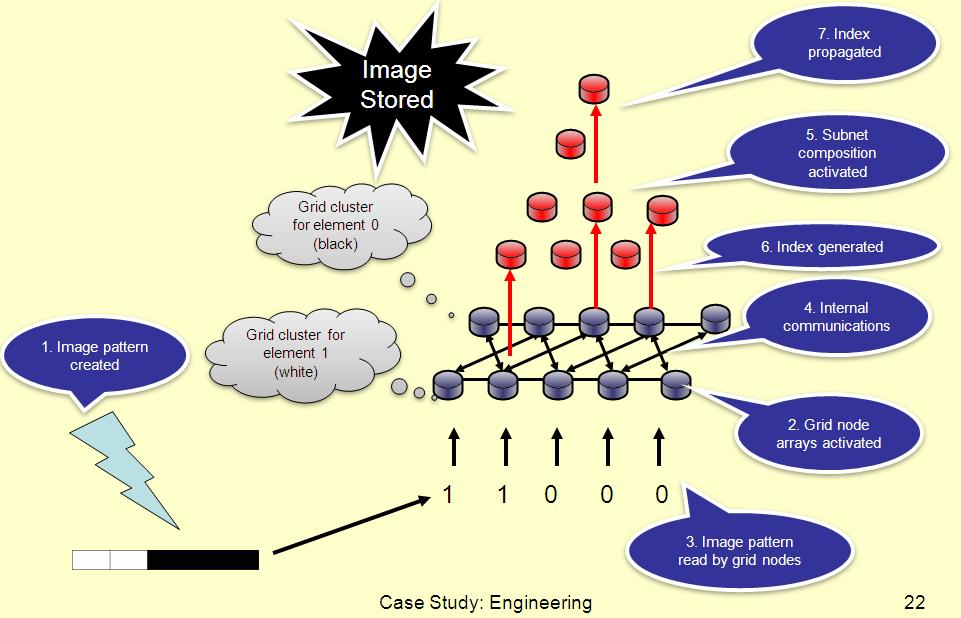 Image
Stored
7. Index
propagated
5. Subnet
composition
activated
Grid cluster
for element 0
(black)
6. Index generated
4. Internal
communications
Grid cluster for
element 1
(white)
1. Image pattern
created
2. Grid node
arrays activated
1 1 0 0 0
3. Image pattern
read by grid nodes
Case Study: Engineering
22